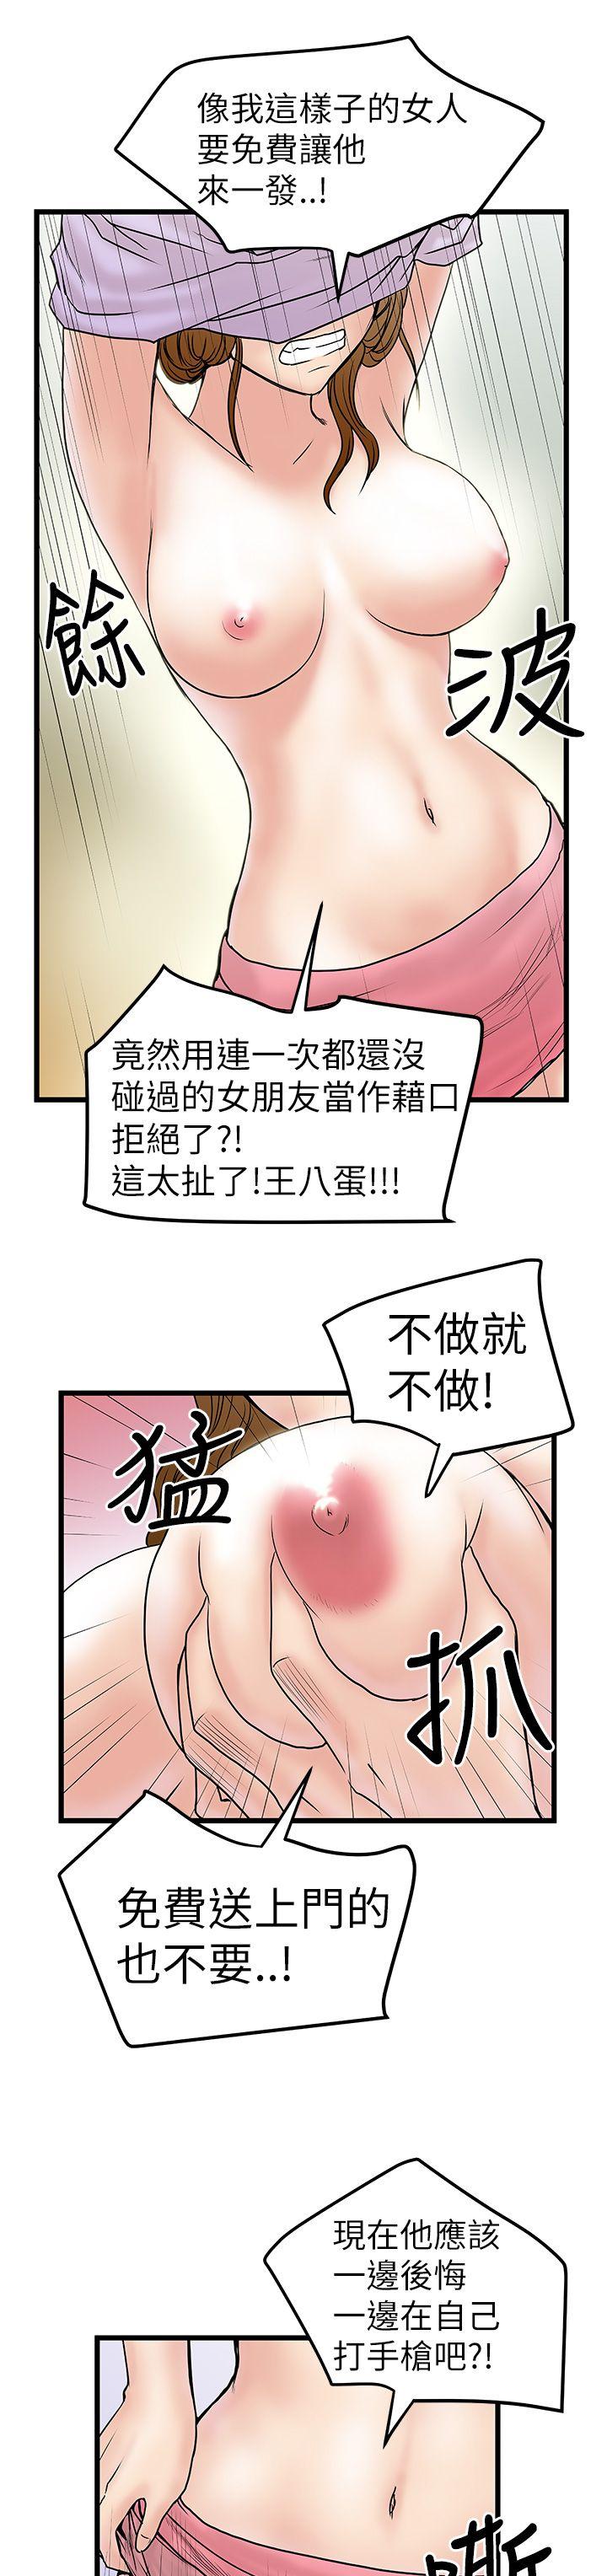 像我這樣子的女人
要免費讓他
來一發..!
餘
波
竟然用連一次都還沒
碰過的女朋友當作藉口
拒絕了?!
這太扯了!王八蛋!!!
不做就
不做!
猛
抓
免費送上門的
也不要..!
現在他應該
一邊後悔
一邊在自己
打手槍吧?!